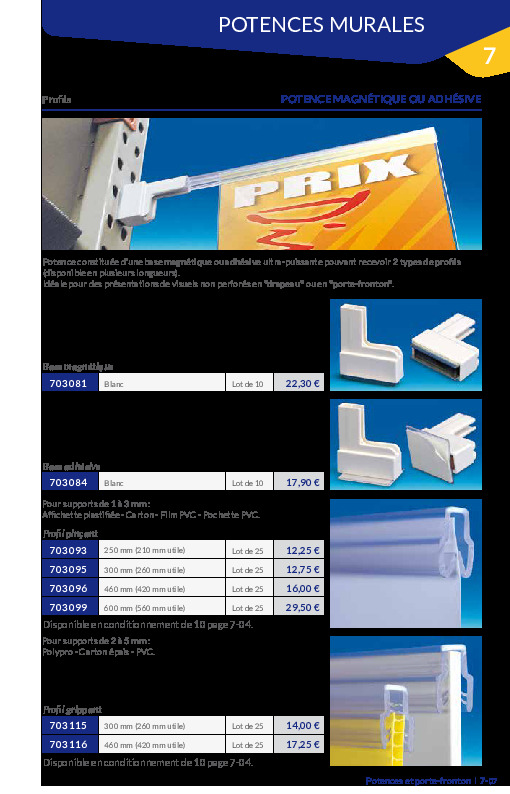 POTENCES MURALES
7
Profils
POTENCE MAGNÉTIQUE OU ADHÉSIVE
PRIX
Potence constituée d'une base magnétique ou adhésive ultra-puissante pouvant recevoir 2 types de profils
(disponible en plusieurs longueurs).
Idéale pour des présentations de visuels non perforés en "drapeau" ou en "porte-fronton".
Base magnétique
703081 Blanc Lot de 10 22,30 €
Base adhésive
703084 Blanc Lot de 10 17,90 €
Pour supports de 1 à 3 mm :
Affichette plastifiée - Carton - Film PVC - Pochette PVC.
Profil pinçant
703093 250 mm (210 mm utile) Lot de 25 12,25 €
703095 300 mm (260 mm utile) Lot de 25 12,75 €
703096 460 mm (420 mm utile) Lot de 25 16,00 €
703099 600 mm (560 mm utile) Lot de 25 29,50 €
Disponible en conditionnement de 10 page 7-04.
Pour supports de 2 à 5 mm :
Polypro - Carton épais - PVC.
Profil grippant
703115 300 mm (260 mm utile) Lot de 25 14,00 €
703116 460 mm (420 mm utile) Lot de 25 17,25 €
Disponible en conditionnement de 10 page 7-04.
Potences et porte-fronton | 7-07